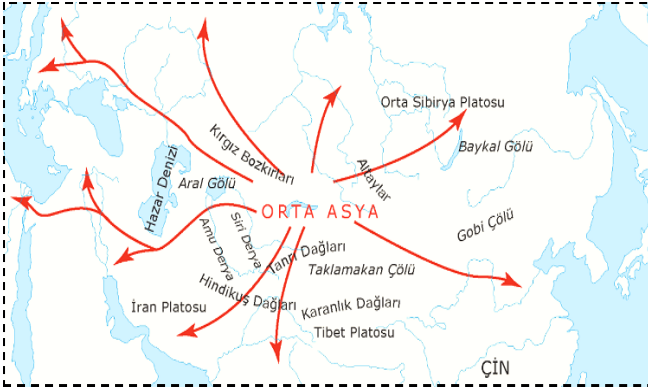 Orta Sibirya Platosu
Kırgız Bozkırları
Baykal Gölü
Altaylar
Hazar Denizi
Aral Gölü
ORTA ASYA
Gobi Çölü
Siri Derya
Amu Derya
Tanrı Dağları
Taklamakan Çölü
Hindikuş Dağları
İran Platosu
Karanlık Dağları
Tibet Platosu
ÇİN